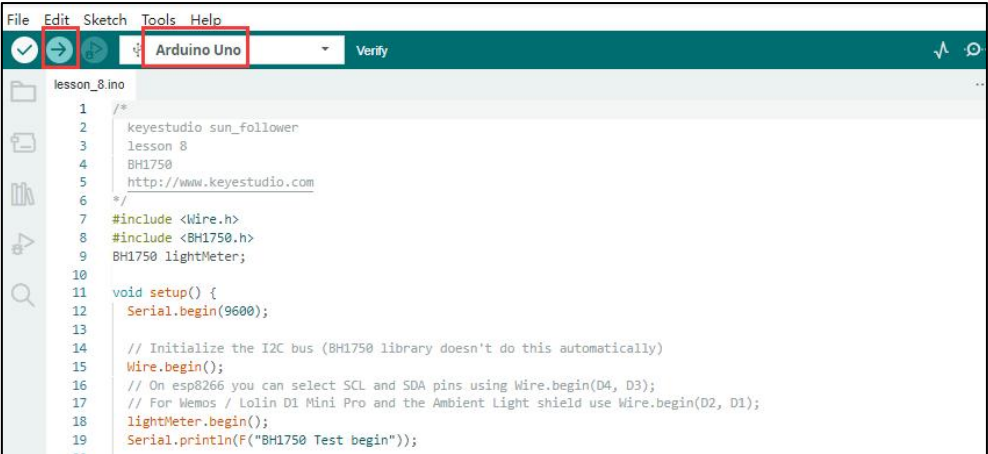 File Edit Sketch Tools Help
Arduino Uno Verify
lesson_8.ino
1 /*
2 keyestudio sun_follower
3 lesson 8
4 BH1750
5 http://www.keyestudio.com
6 */
7 #include <Wire.h>
8 #include <BH1750.h>
9 BH1750 lightMeter;
10
11 void setup() {
12 Serial.begin(9600);
13
14 // Initialize the I2C bus (BH1750 library doesn't do this automatically)
15 Wire.begin();
16 // On esp8266 you can select SCL and SDA pins using Wire.begin(D4, D3);
17 // For Wemos / Lolin D1 Mini Pro and the Ambient Light shield use Wire.begin(D2, D1);
18 lightMeter.begin();
19 Serial.println(F("BH1750 Test begin"));